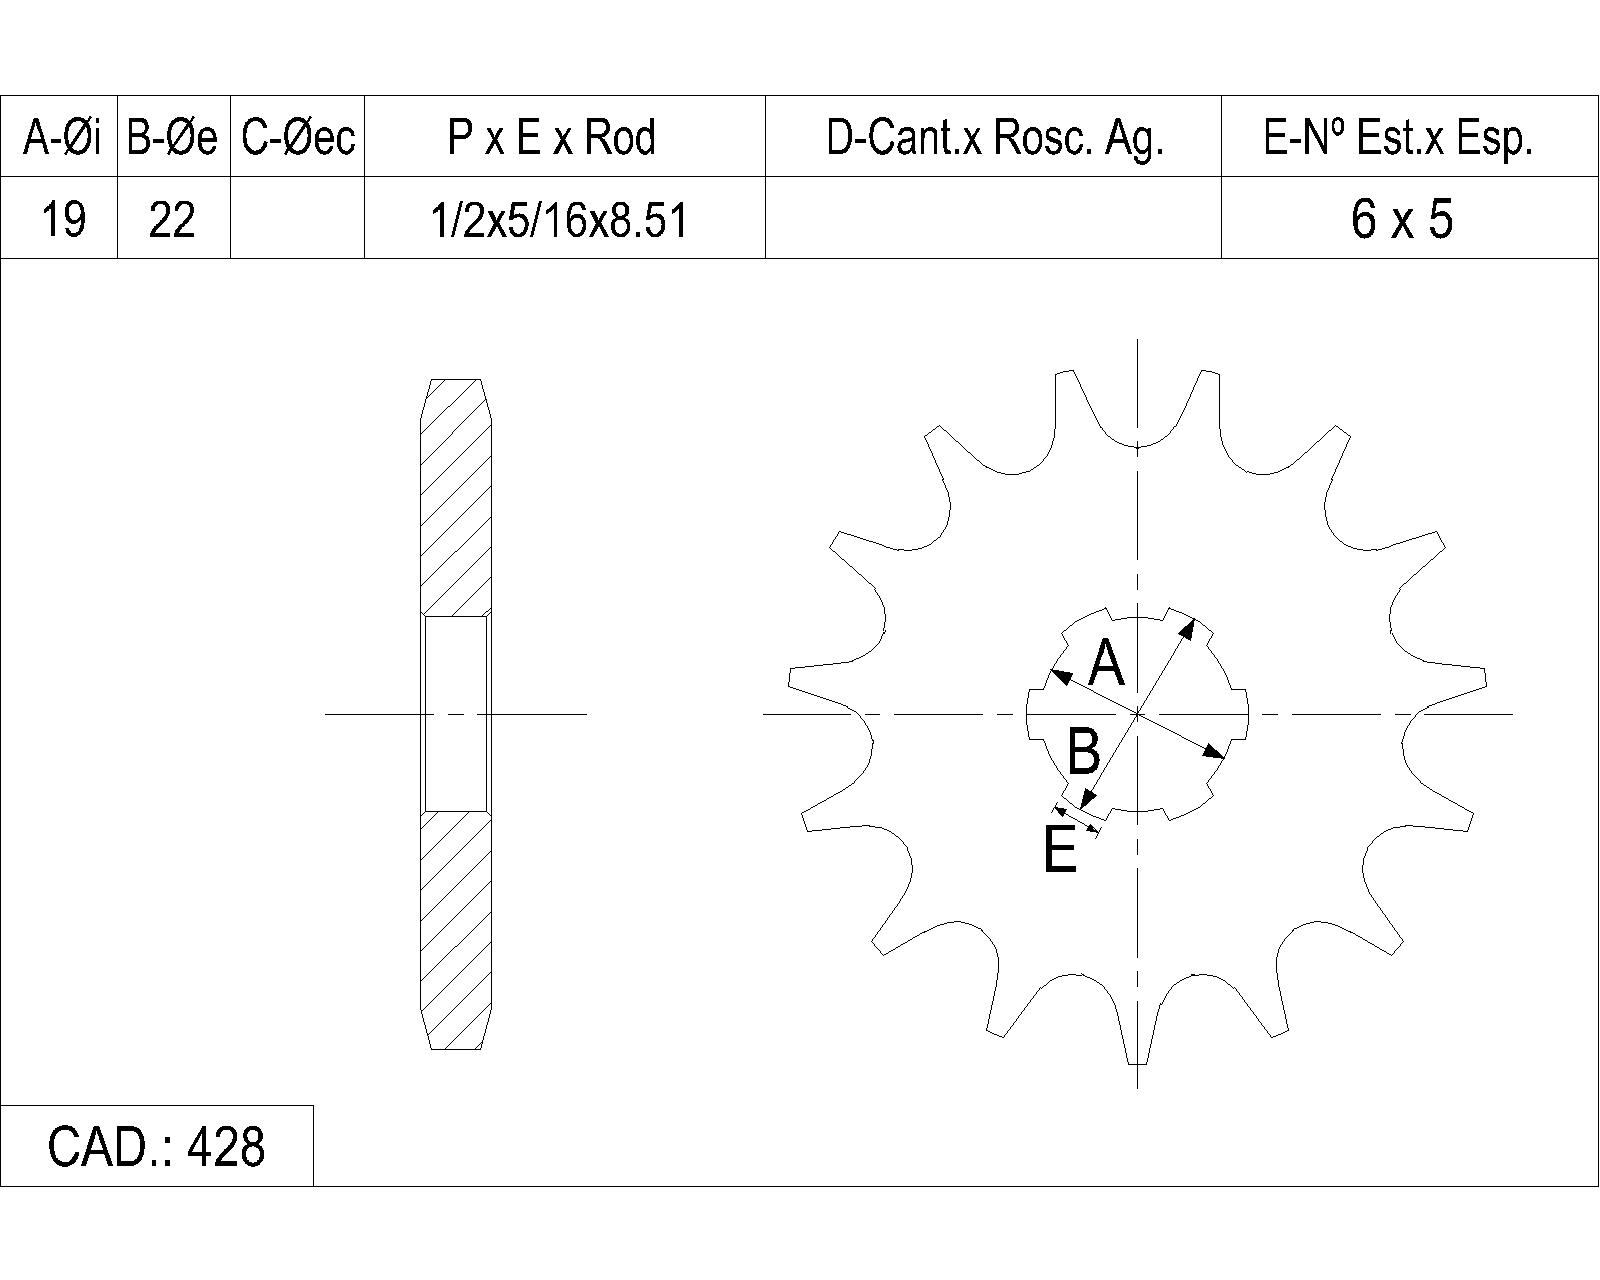 A-Øi B-Øe C-Øec P x E x Rod D-Cant.x Rosc. Ag. E-Nº Est.x Esp.
19 22 1/2x5/16x8.51 6 x 5
A
B
E
CAD.: 428